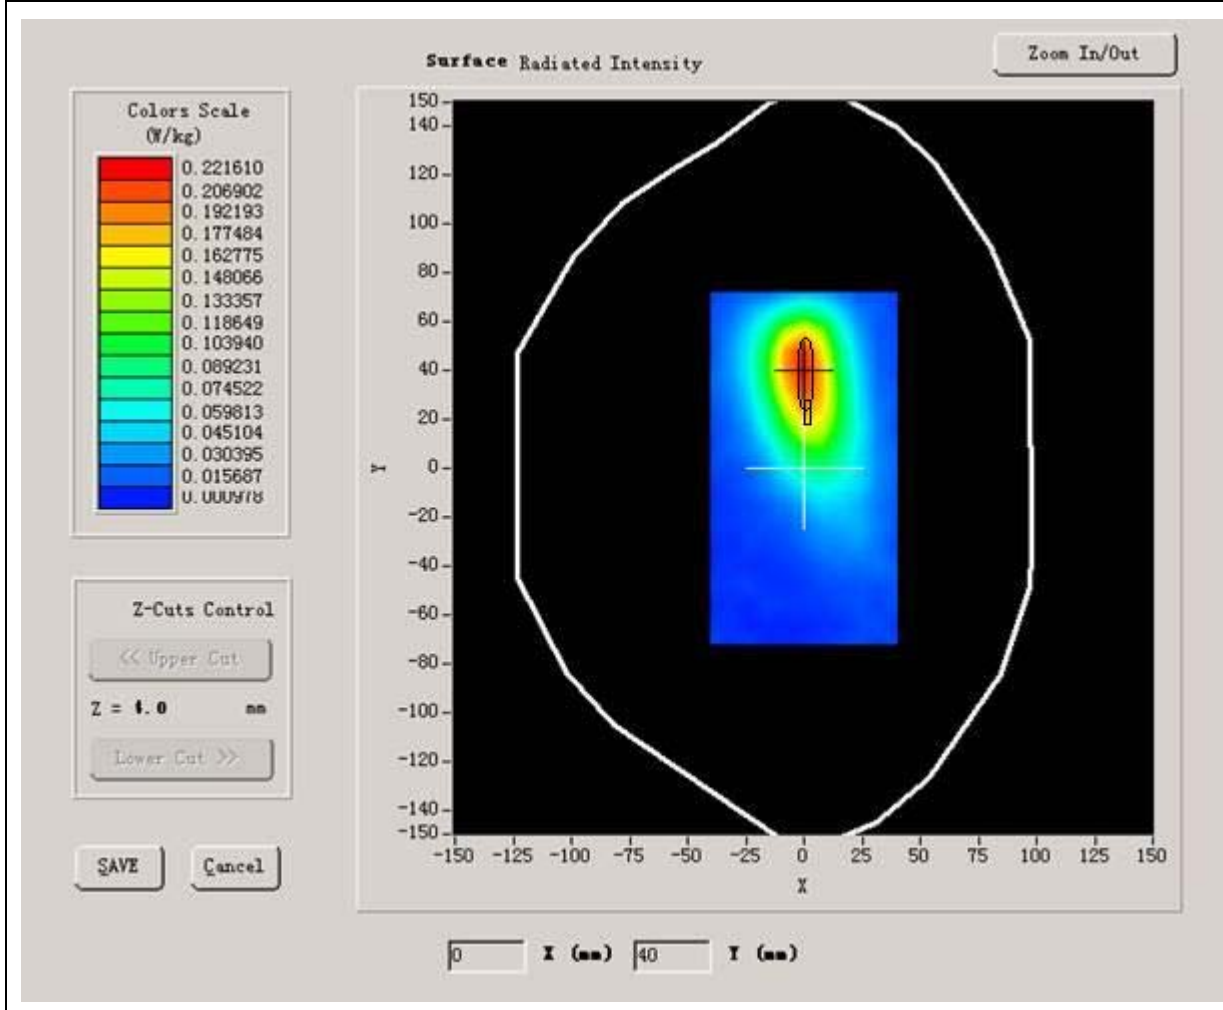 Surface Radiated Intensity
Zoom In/Out
Colors Scale
(W/kg)
0.221610
0.206902
0.192193
0.177484
0.162775
0.148066
0.133357
0.118649
0.103940
0.089231
0.074522
0.059813
0.045104
0.030395
0.015687
0.000978
150
140
120
100
80
60
40
20
0
-20
-40
-60
-80
-100
-120
-140
-150
Y
-150 -125 -100 -75 -50 -25 0 25 50 75 100 125 150
X
Z-Cuts Control
<< Upper Cut
Z = 4.0 mm
Lower Cut >>
SAVE Cancel
0 X (mm) 40 Y (mm)